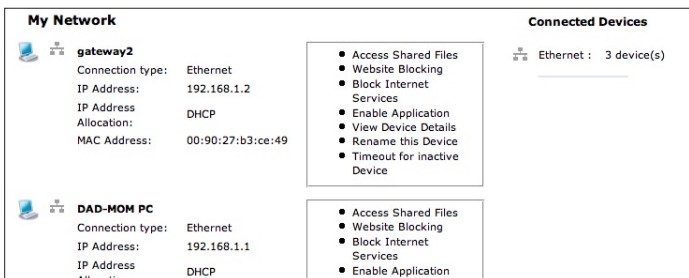 My Network
Connected Devices
gateway2
Connection type: Ethernet
IP Address: 192.168.1.2
IP Address
Allocation: DHCP
MAC Address: 00:90:27:b3:ce:49
Access Shared Files
Website Blocking
Block Internet
Services
Enable Application
View Device Details
Rename this Device
Timeout for inactive
Device
Ethernet : 3 device(s)
DAD-MOM PC
Connection type: Ethernet
IP Address: 192.168.1.1
IP Address
DHCP
Access Shared Files
Website Blocking
Block Internet
Services
Enable Application